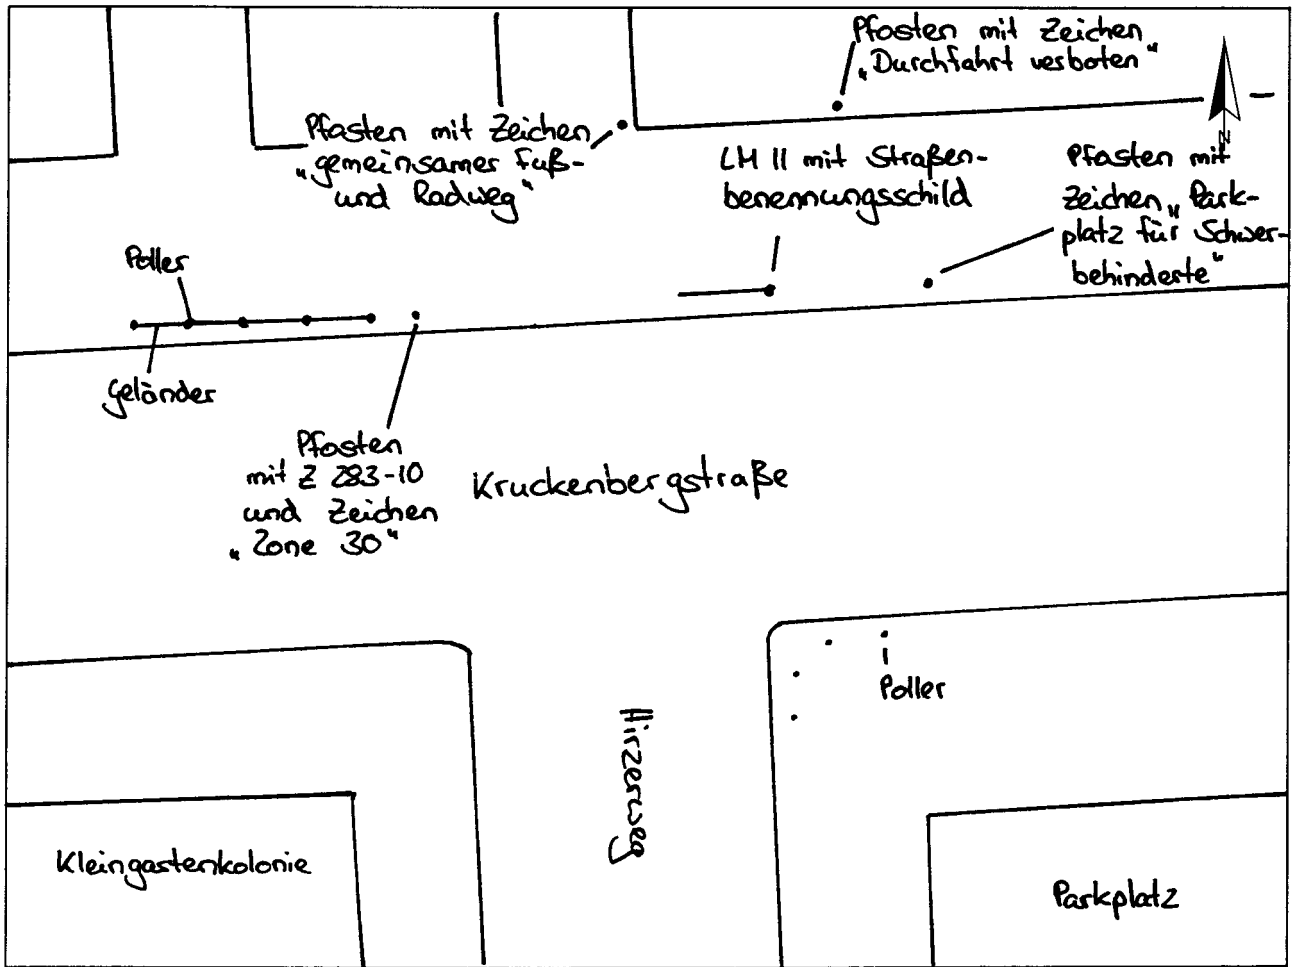 Pfosten mit Zeichen
„Durchfahrt verboten"
Pfosten mit Zeichen
„gemeinsamer Fuß-
und Radweg"
LM II mit Straßen-
benennungsschild
N
Pfosten mit
Zeichen „Park-
platz für Schwer-
behinderte"
Poller
Geländer
Pfosten
mit Z 283-10
und Zeichen
„Zone 30"
Kruckenbergstraße
Poller
Hirzerweg
Kleingartenkolonie
Parkplatz